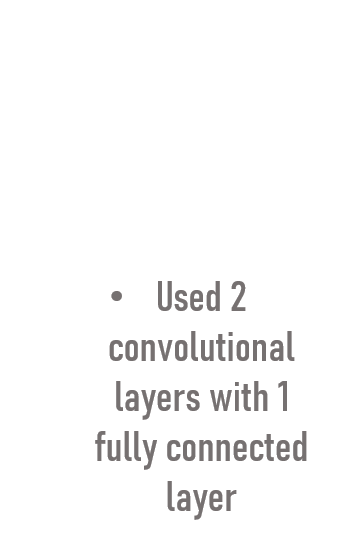 • Used 2
convolutional
layers with 1
fully connected
layer